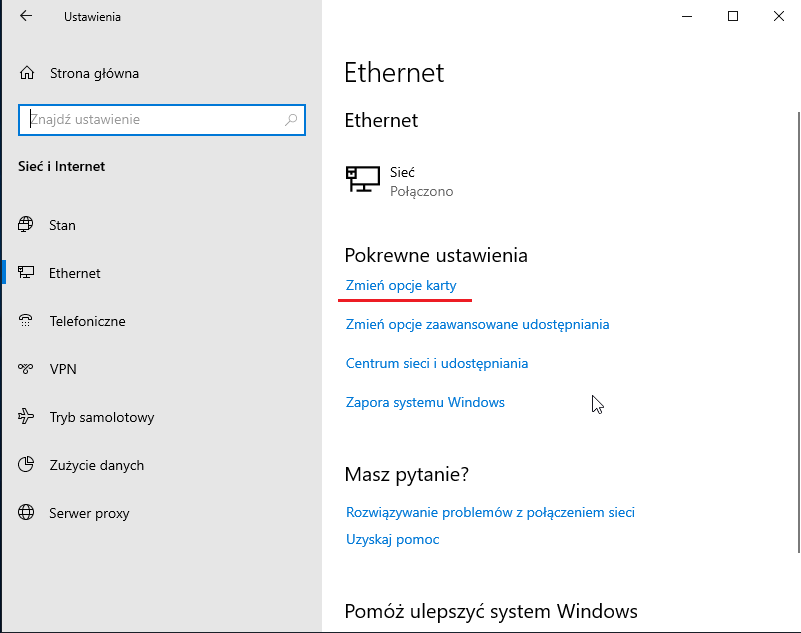 Ustawienia
Strona główna
Znajdź ustawienie
Sieć i Internet
Stan
Ethernet
Telefoniczne
VPN
Tryb samolotowy
Zużycie danych
Serwer proxy
Ethernet
Ethernet
Sieć
Połączono
Pokrewne ustawienia
Zmień opcje karty
Zmień opcje zaawansowane udostępniania
Centrum sieci i udostępniania
Zapora systemu Windows
Masz pytanie?
Rozwiązywanie problemów z połączeniem sieci
Uzyskaj pomoc
Pomóż ulepszyć system Windows